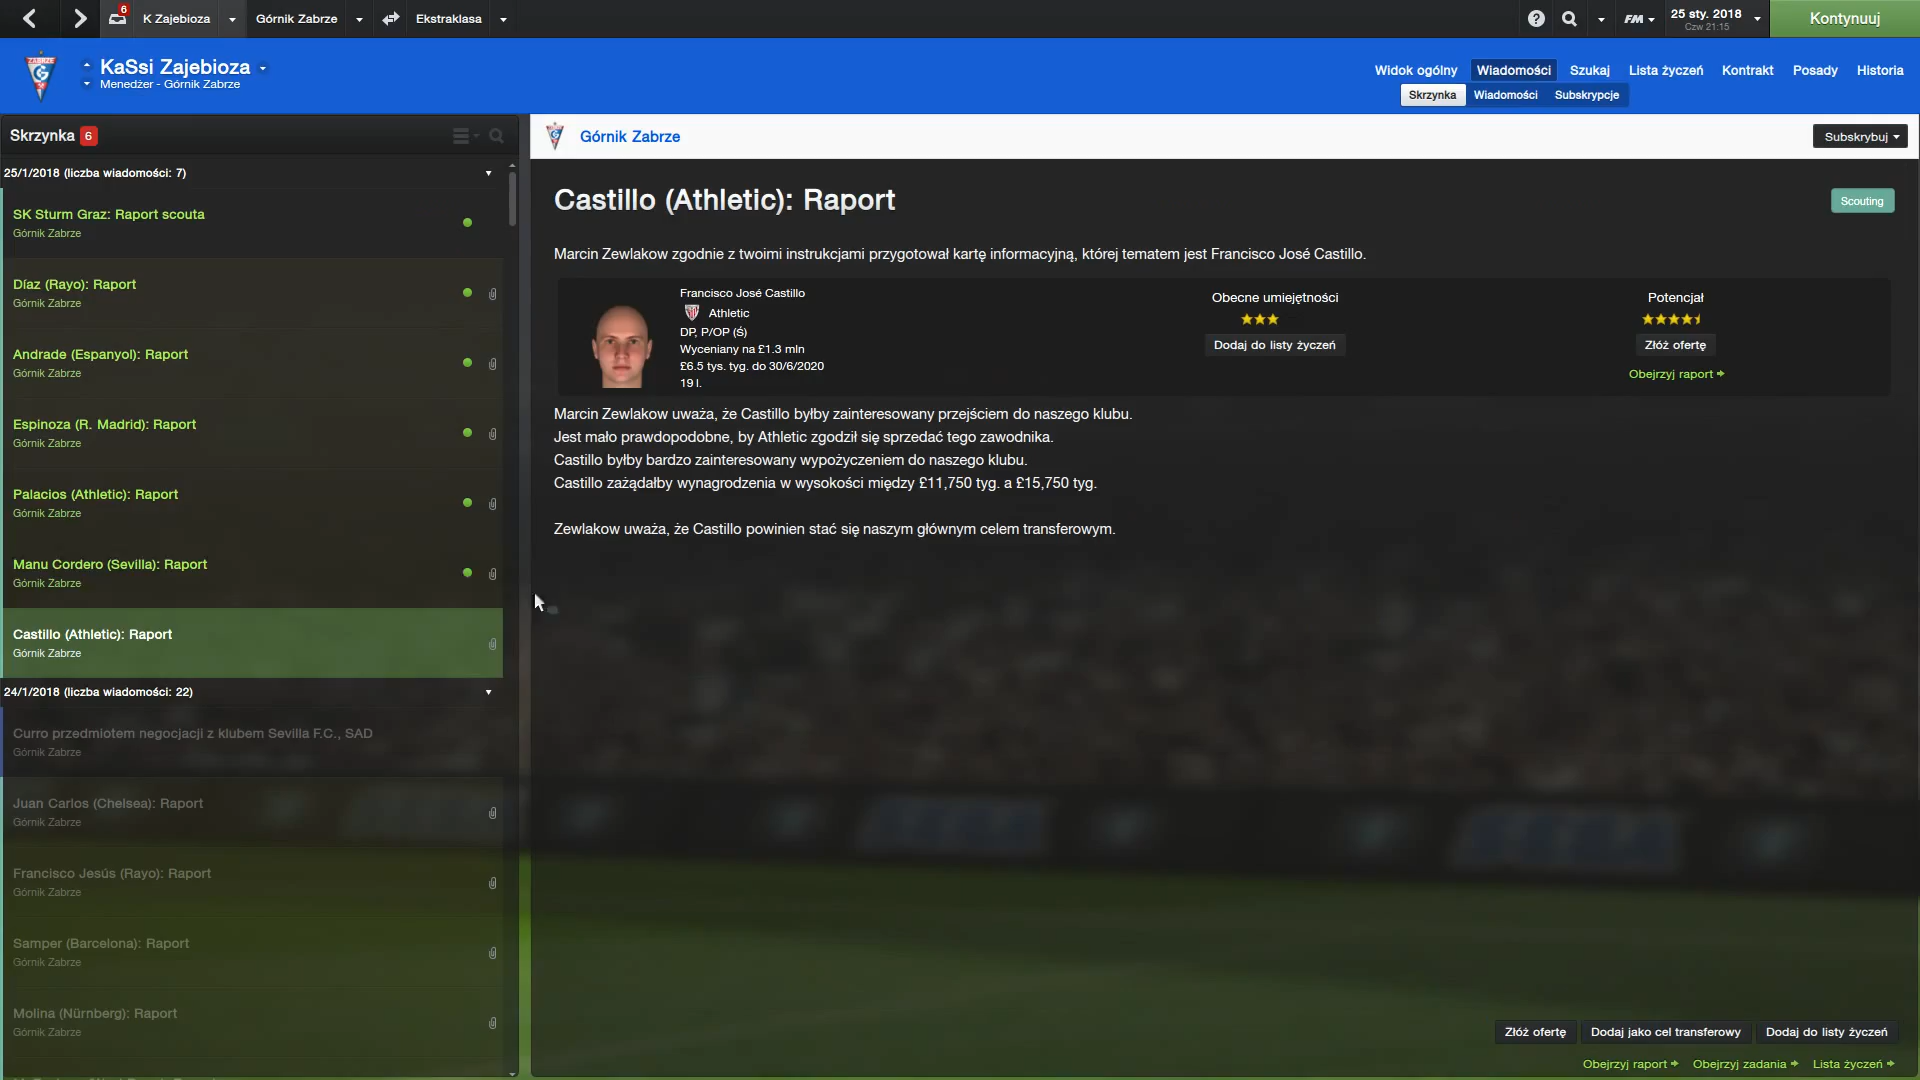 6
K Zajebioza
Górnik Zabrze
Ekstraklasa
FM
25 sty. 2018
Czw 21:15
Kontynuuj
KaSsi Zajebioza
Menedżer - Górnik Zabrze
Widok ogólny
Wiadomości
Szukaj
Lista życzeń
Kontrakt
Posady
Historia
Skrzynka
Wiadomości
Subskrypcje
Skrzynka 6
25/1/2018 (liczba wiadomości: 7)
SK Sturm Graz: Raport scouta
Górnik Zabrze
Díaz (Rayo): Raport
Górnik Zabrze
Andrade (Espanyol): Raport
Górnik Zabrze
Espinoza (R. Madrid): Raport
Górnik Zabrze
Palacios (Athletic): Raport
Górnik Zabrze
Manu Cordero (Sevilla): Raport
Górnik Zabrze
Castillo (Athletic): Raport
Górnik Zabrze
24/1/2018 (liczba wiadomości: 22)
Curro przedmiotem negocjacji z klubem Sevilla F.C., SAD
Górnik Zabrze
Juan Carlos (Chelsea): Raport
Górnik Zabrze
Francisco Jesús (Rayo): Raport
Górnik Zabrze
Samper (Barcelona): Raport
Górnik Zabrze
Molina (Nürnberg): Raport
Górnik Zabrze
Górnik Zabrze
Subskrybuj
Castillo (Athletic): Raport
Scouting
Marcin Zewlakow zgodnie z twoimi instrukcjami przygotował kartę informacyjną, której tematem jest Francisco José Castillo.
Francisco José Castillo
Athletic
DP, P/OP (Ś)
Wyceniany na £1.3 mln
£6.5 tys. tyg. do 30/6/2020
19 l.
Obecne umiejętności
Dodaj do listy życzeń
Potencjał
Złóż ofertę
Obejrzyj raport
Marcin Zewlakow uważa, że Castillo byłby zainteresowany przejściem do naszego klubu.
Jest mało prawdopodobne, by Athletic zgodził się sprzedać tego zawodnika.
Castillo byłby bardzo zainteresowany wypożyczeniem do naszego klubu.
Castillo zażądałby wynagrodzenia w wysokości między £11,750 tyg. a £15,750 tyg.
Zewlakow uważa, że Castillo powinien stać się naszym głównym celem transferowym.
Złóż ofertę
Dodaj jako cel transferowy
Dodaj do listy życzeń
Obejrzyj raport
Obejrzyj zadania
Lista życzeń